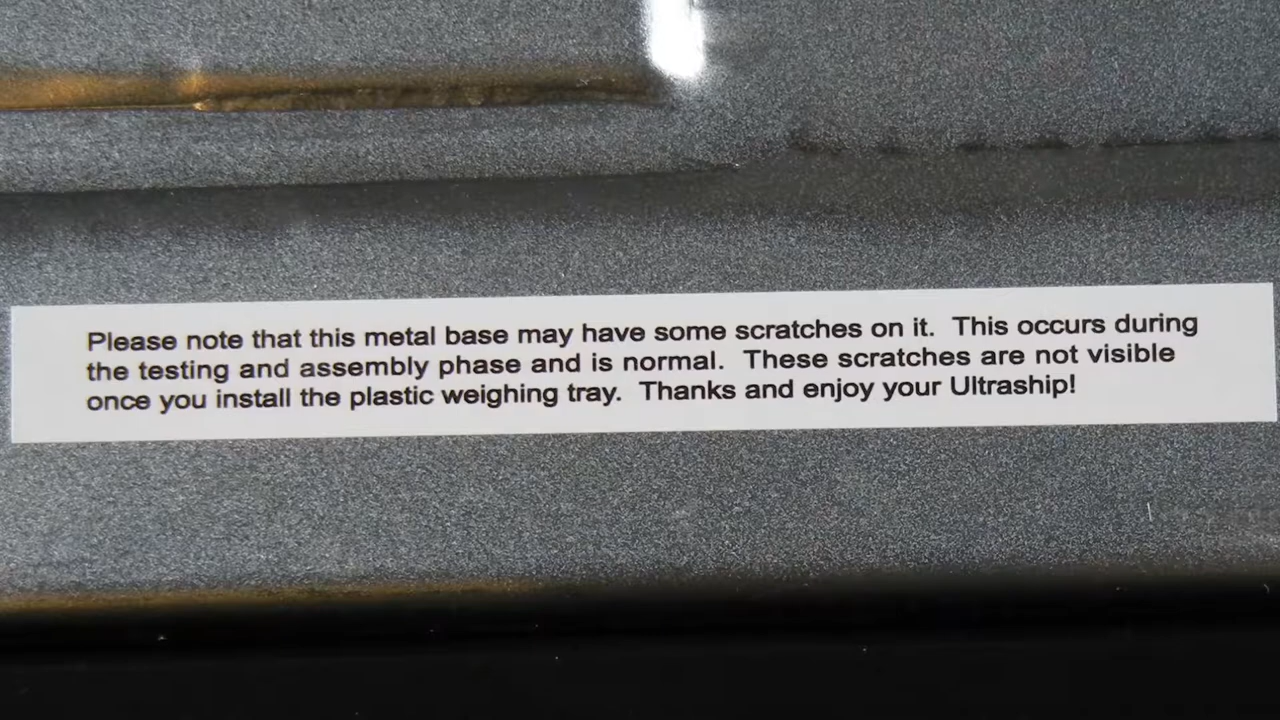 Please note that this metal base may have some scratches on it.  This occurs during
the testing and assembly phase and is normal.  These scratches are not visible
once you install the plastic weighing tray.  Thanks and enjoy your Ultraship!